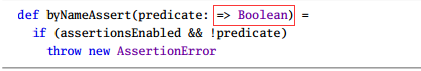 def byNameAssert(predicate: => Boolean) =
if (assertionsEnabled && !predicate)
throw new AssertionError